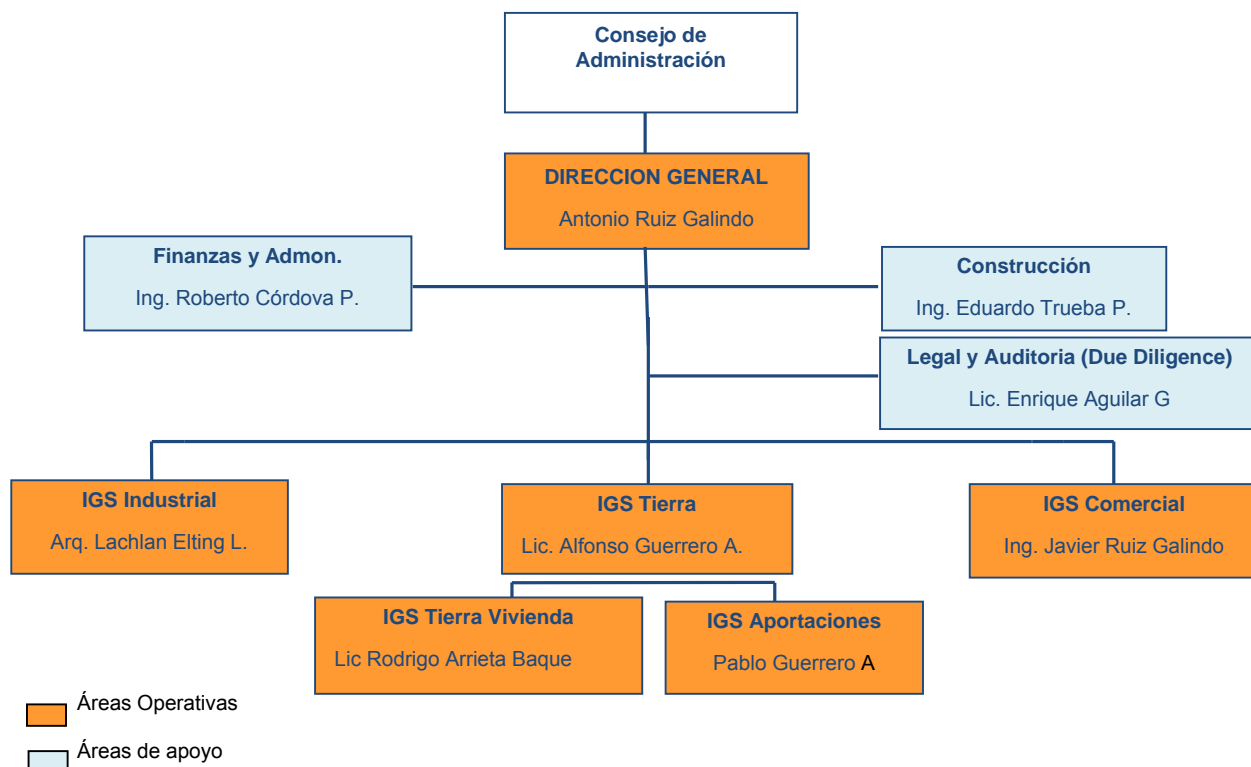 Consejo de
Administración
DIRECCION GENERAL
Antonio Ruiz Galindo
Finanzas y Admon.
Ing. Roberto Córdova P.
Construcción
Ing. Eduardo Trueba P.
Legal y Auditoria (Due Diligence)
Lic. Enrique Aguilar G
IGS Industrial
Arq. Lachlan Elting L.
IGS Tierra
Lic. Alfonso Guerrero A.
IGS Comercial
Ing. Javier Ruiz Galindo
IGS Tierra Vivienda
Lic Rodrigo Arrieta Baque
IGS Aportaciones
Pablo Guerrero A
Áreas Operativas
Áreas de apoyo